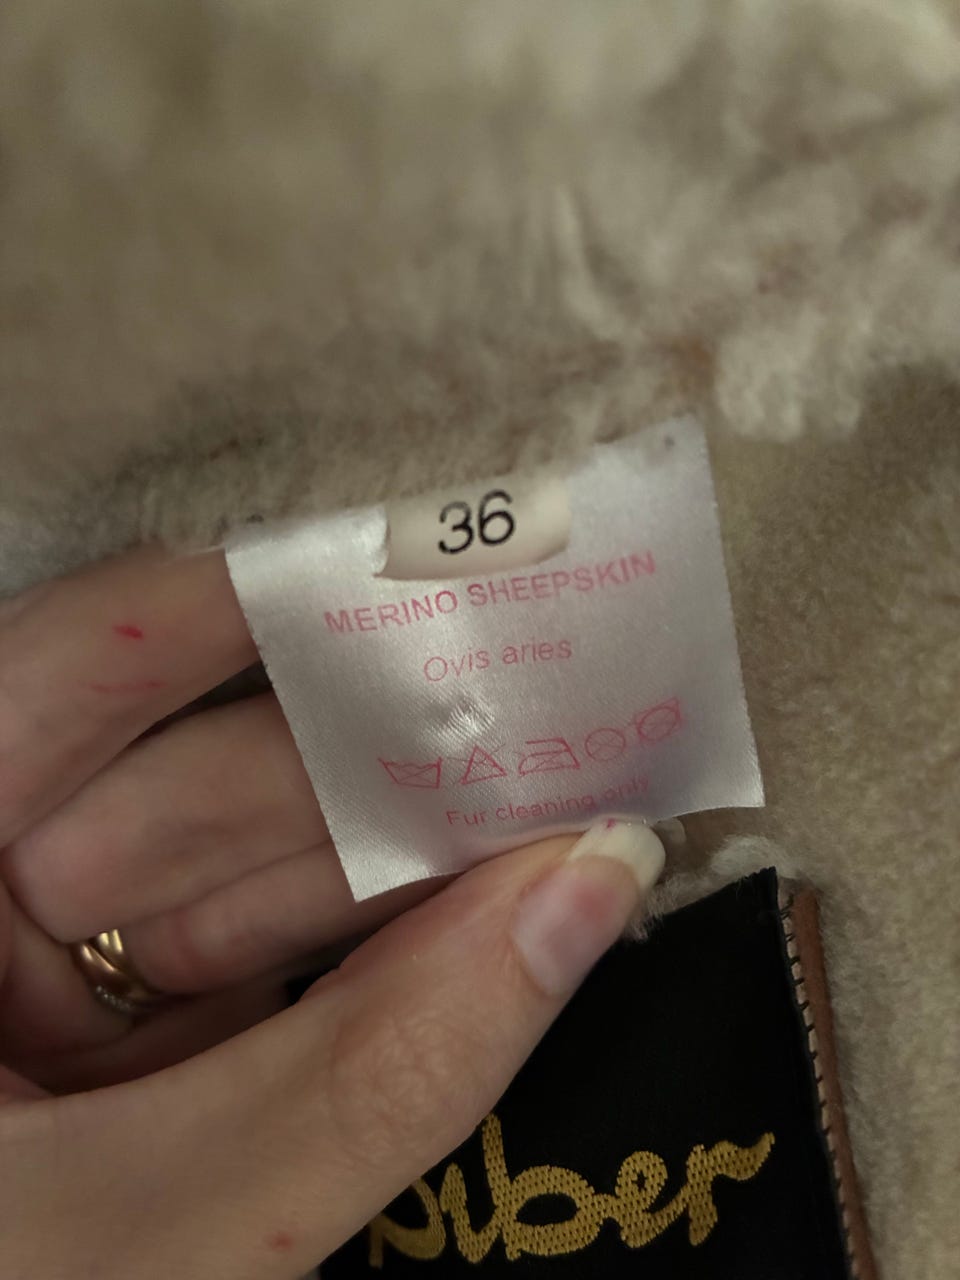 36
MERINO SHEEPSKIN
Ovis aries
Fur cleaning only